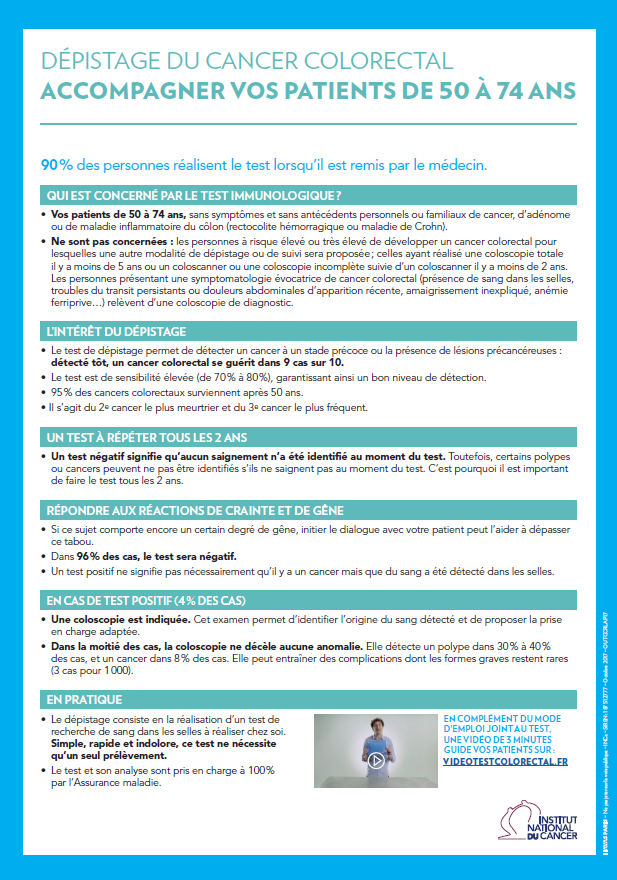 DÉPISTAGE DU CANCER COLORECTAL
ACCOMPAGNER VOS PATIENTS DE 50 À 74 ANS
90 % des personnes réalisent le test lorsqu'il est remis par le médecin.
QUI EST CONCERNÉ PAR LE TEST IMMUNOLOGIQUE ?
• Vos patients de 50 à 74 ans, sans symptômes et sans antécédents personnels ou familiaux de cancer, d'adénome
ou de maladie inflammatoire du côlon (rectocolite hémorragique ou maladie de Crohn).
• Ne sont pas concernées : les personnes à risque élevé ou très élevé de développer un cancer colorectal pour
lesquelles une autre modalité de dépistage ou de suivi sera proposée ; celles ayant réalisé une coloscopie totale
il y a moins de 5 ans ou un coloscanner ou une coloscopie incomplète suivie d'un coloscanner il y a moins de 2 ans.
Les personnes présentant une symptomatologie évocatrice de cancer colorectal (présence de sang dans les selles,
troubles du transit persistants ou douleurs abdominales d'apparition récente, amaigrissement inexpliqué, anémie
ferriprive…) relèvent d'une coloscopie de diagnostic.
L'INTÉRÊT DU DÉPISTAGE
• Le test de dépistage permet de détecter un cancer à un stade précoce ou la présence de lésions précancéreuses :
détecté tôt, un cancer colorectal se guérit dans 9 cas sur 10.
• Le test est de sensibilité élevée (de 70 % à 80 %), garantissant ainsi un bon niveau de détection.
• 95 % des cancers colorectaux surviennent après 50 ans.
• Il s'agit du 2e cancer le plus meurtrier et du 3e cancer le plus fréquent.
UN TEST À RÉPÉTER TOUS LES 2 ANS
• Un test négatif signifie qu'aucun saignement n'a été identifié au moment du test. Toutefois, certains polypes
ou cancers peuvent ne pas être identifiés s'ils ne saignent pas au moment du test. C'est pourquoi il est important
de faire le test tous les 2 ans.
RÉPONDRE AUX RÉACTIONS DE CRAINTE ET DE GÊNE
• Si ce sujet comporte encore un certain degré de gêne, initier le dialogue avec votre patient peut l'aider à dépasser
ce tabou.
• Dans 96 % des cas, le test sera négatif.
• Un test positif ne signifie pas nécessairement qu'il y a un cancer mais que du sang a été détecté dans les selles.
EN CAS DE TEST POSITIF (4 % DES CAS)
• Une coloscopie est indiquée. Cet examen permet d'identifier l'origine du sang détecté et de proposer la prise
en charge adaptée.
• Dans la moitié des cas, la coloscopie ne décèle aucune anomalie. Elle détecte un polype dans 30 % à 40 %
des cas, et un cancer dans 8 % des cas. Elle peut entraîner des complications dont les formes graves restent rares
(3 cas pour 1 000).
EN PRATIQUE
• Le dépistage consiste en la réalisation d'un test de
recherche de sang dans les selles à réaliser chez soi.
Simple, rapide et indolore, ce test ne nécessite
qu'un seul prélèvement.
• Le test et son analyse sont pris en charge à 100 %
par l'Assurance maladie.
EN COMPLÉMENT DU MODE
D'EMPLOI JOINT AU TEST,
UNE VIDÉO DE 3 MINUTES
GUIDE VOS PATIENTS SUR :
VIDEOTESTCOLORECTAL.FR
INSTITUT
NATIONAL
DU CANCER